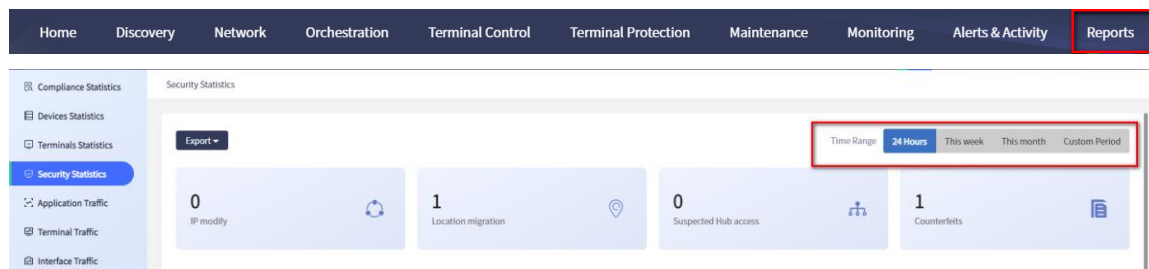 Home Discovery Network Orchestration Terminal Control Terminal Protection Maintenance Monitoring Alerts & Activity Reports
Compliance Statistics
Devices Statistics
Terminals Statistics
Security Statistics
Application Traffic
Terminal Traffic
Interface Traffic
Security Statistics
Export
Time Range 24 Hours This week This month Custom Period
0
IP modify
1
Location migration
0
Suspected Hub access
1
Counterfeits